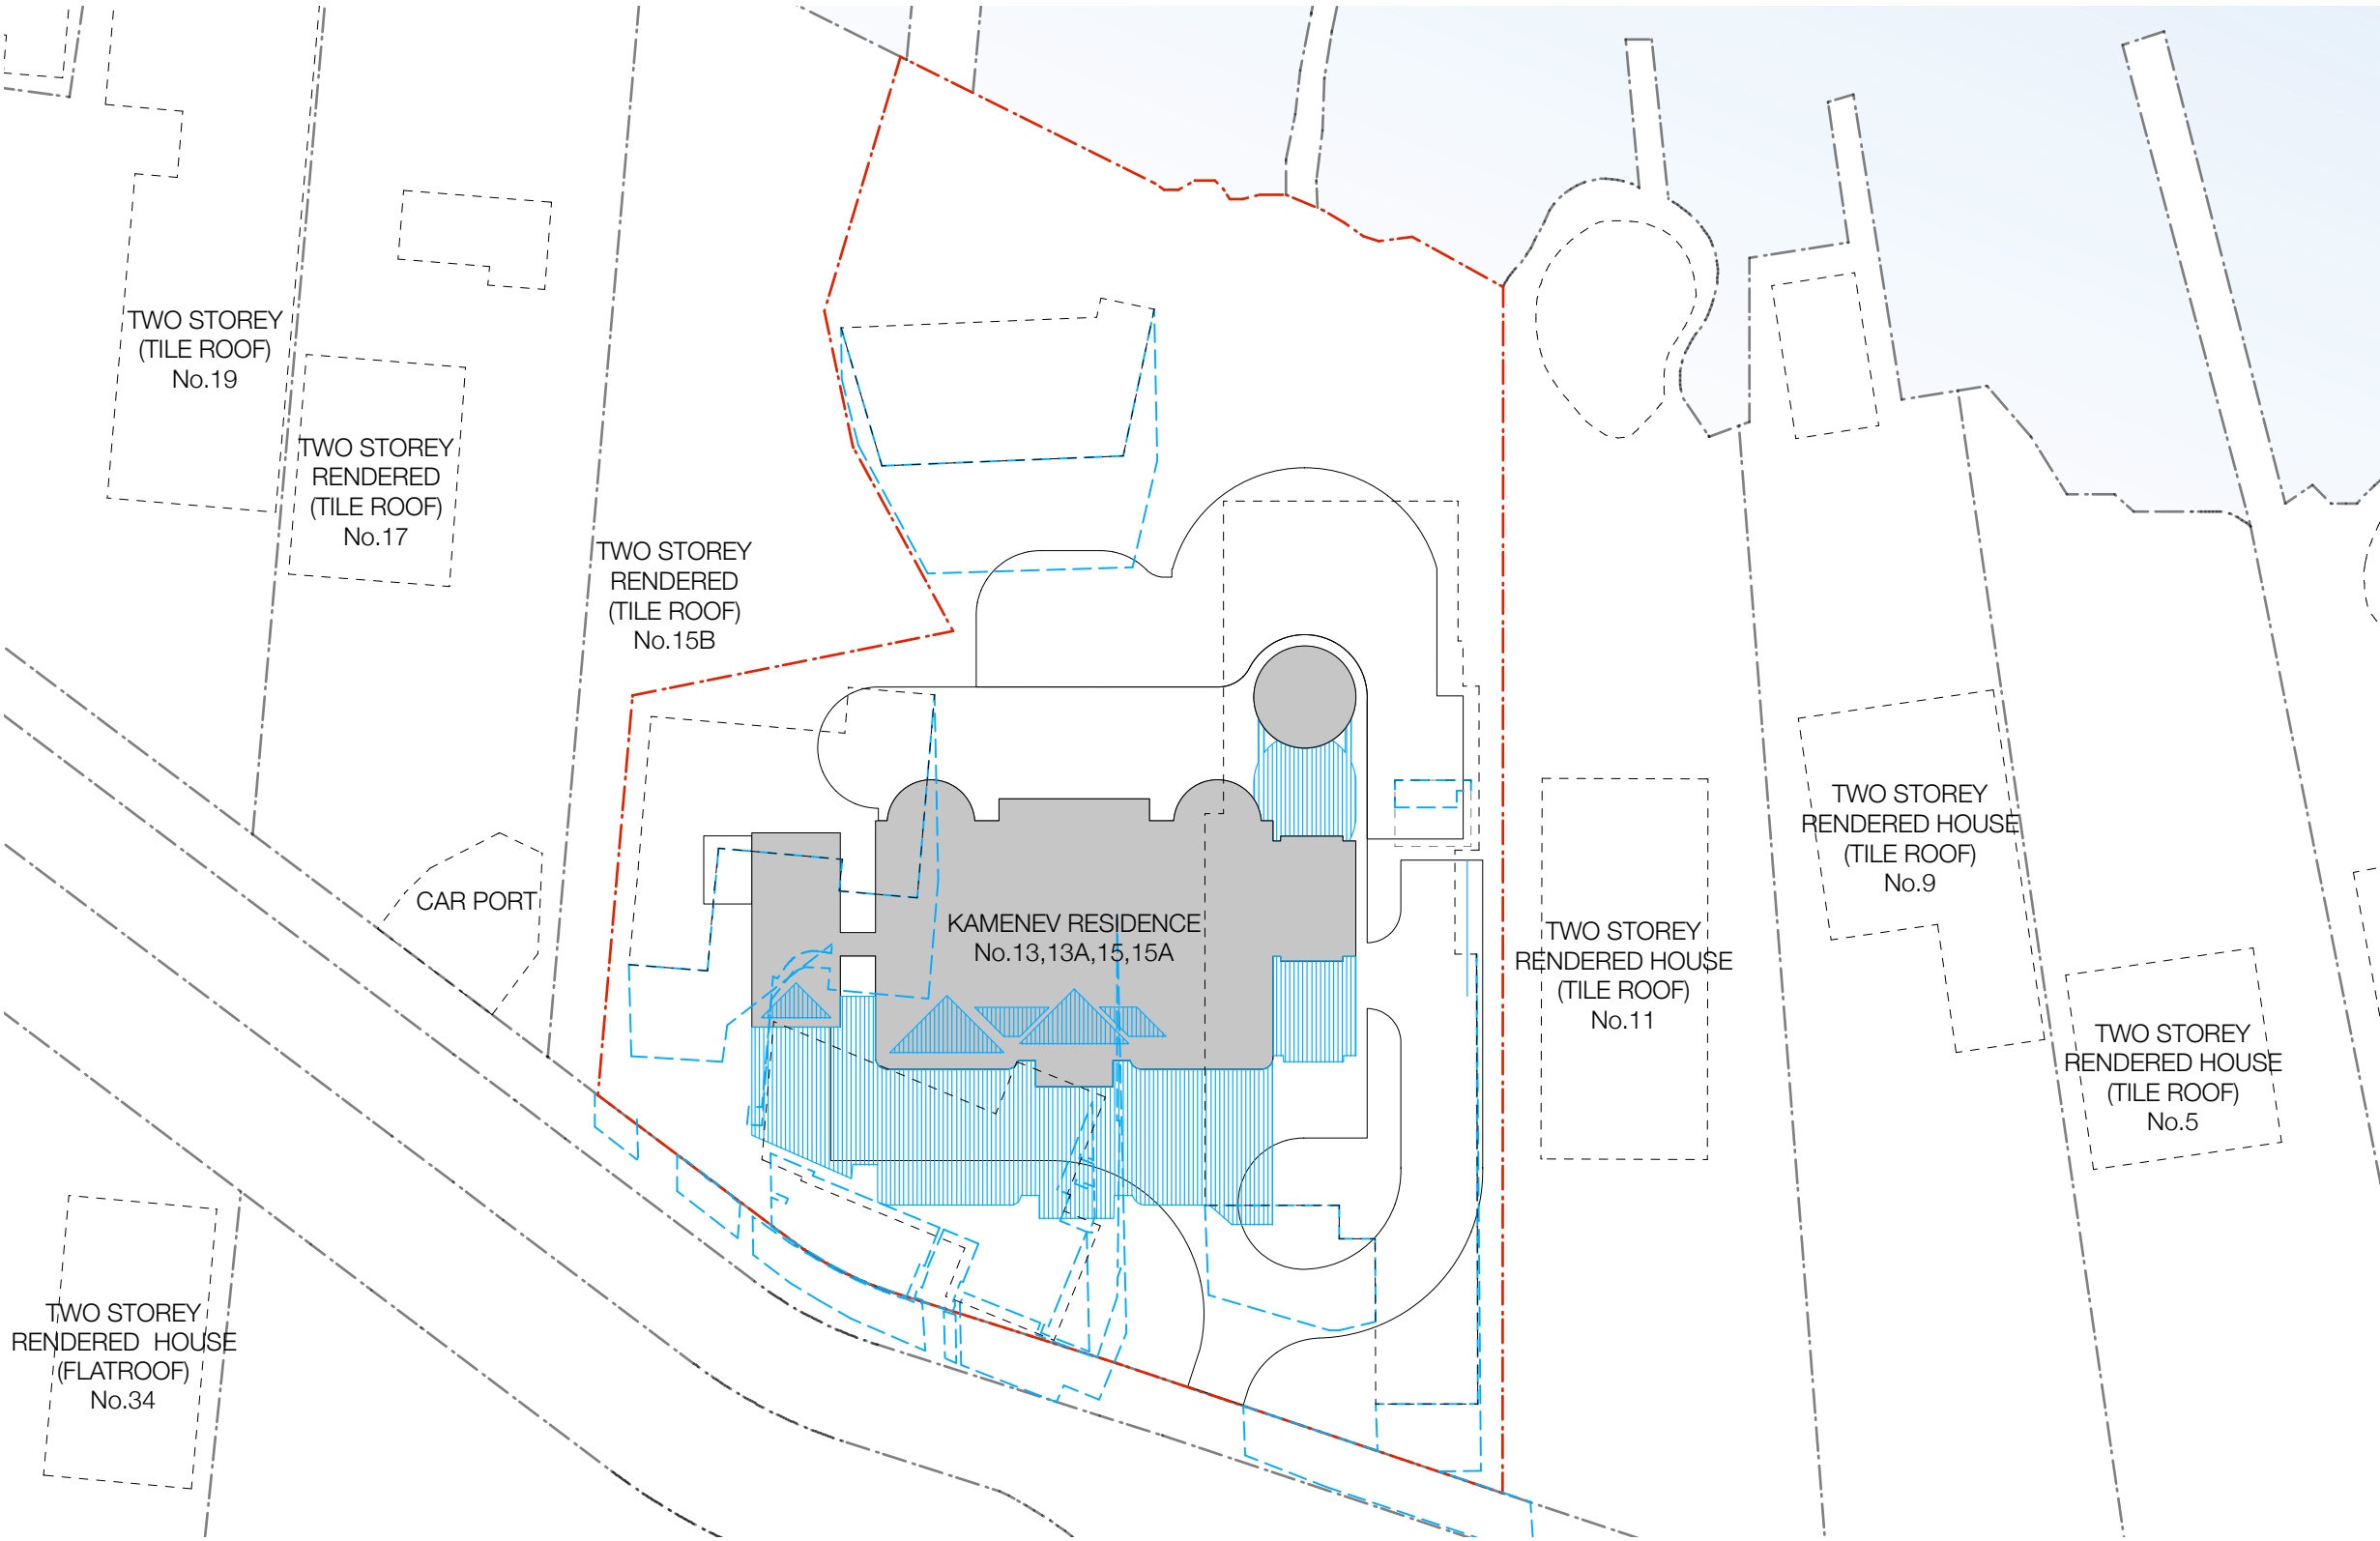 TWO STOREY
(TILE ROOF)
No.19
TWO STOREY
RENDERED
(TILE ROOF)
No.17
TWO STOREY
RENDERED
(TILE ROOF)
No.15B
CAR PORT
KAMENEV RESIDENCE
No.13,13A,15,15A
TWO STOREY
RENDERED HOUSE
(TILE ROOF)
No.11
TWO STOREY
RENDERED HOUSE
(TILE ROOF)
No.9
TWO STOREY
RENDERED HOUSE
(TILE ROOF)
No.5
TWO STOREY
RENDERED HOUSE
(FLATROOF)
No.34